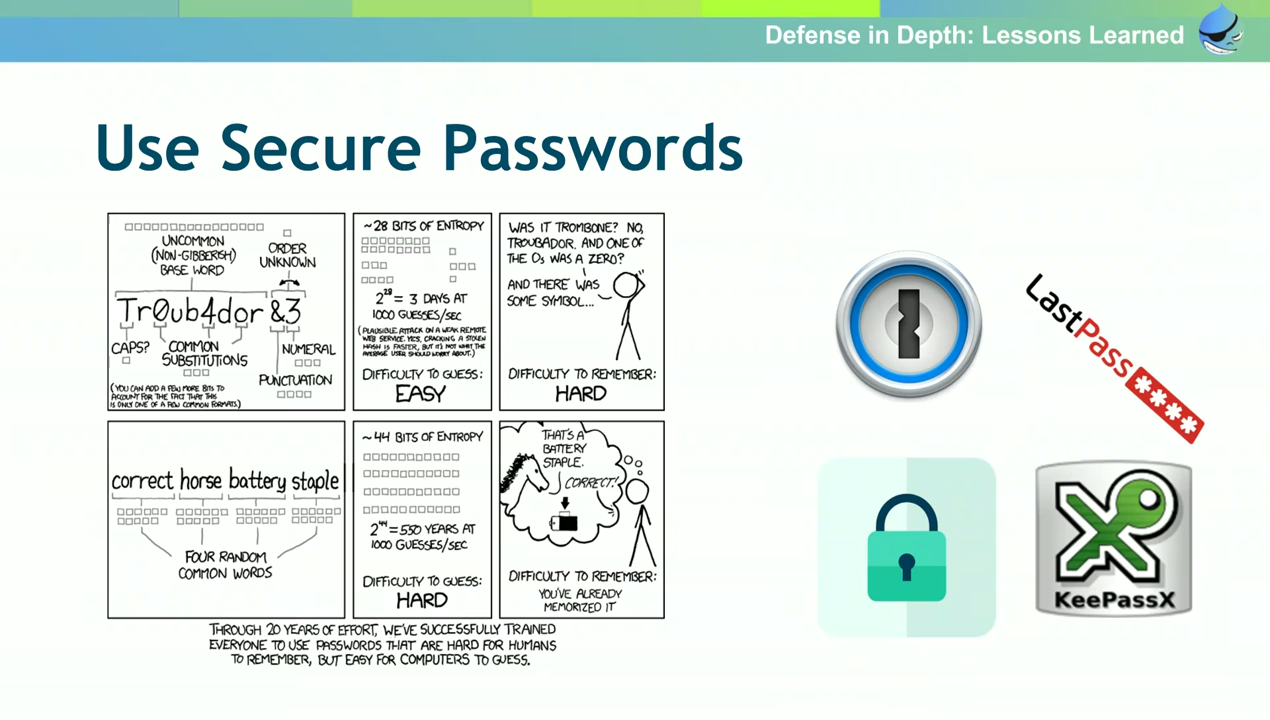 Defense in Depth: Lessons Learned
Use Secure Passwords
UNCOMMON
(NON-GIBBERISH)
BASE WORD
ORDER
UNKNOWN
Tr0ub4dor &3
CAPS?
COMMON
SUBSTITUTIONS
NUMERAL
PUNCTUATION
(YOU CAN ADD A FEW MORE BITS TO
ACCOUNT FOR THE FACT THAT THIS
IS ONLY ONE OF A FEW COMMON FORMATS.)
~28 BITS OF ENTROPY
2^28 = 3 DAYS AT
1000 GUESSES/SEC
(PLAUSIBLE ATTACK ON A WEAK REMOTE
WEB SERVICE. YES, CRACKING A STOLEN
HASH IS FASTER, BUT IT'S NOT WHAT THE
AVERAGE USER SHOULD WORRY ABOUT.)
DIFFICULTY TO GUESS:
EASY
WAS IT TROMBONE? NO,
TROUBADOR. AND ONE OF
THE Os WAS A ZERO?
AND THERE WAS
SOME SYMBOL...
DIFFICULTY TO REMEMBER:
HARD
correct horse battery staple
FOUR RANDOM
COMMON WORDS
~44 BITS OF ENTROPY
2^44 = 550 YEARS AT
1000 GUESSES/SEC
DIFFICULTY TO GUESS:
HARD
THAT'S A
BATTERY
STAPLE.
CORRECT!
DIFFICULTY TO REMEMBER:
YOU'VE ALREADY
MEMORIZED IT
THROUGH 20 YEARS OF EFFORT, WE'VE SUCCESSFULLY TRAINED
EVERYONE TO USE PASSWORDS THAT ARE HARD FOR HUMANS
TO REMEMBER, BUT EASY FOR COMPUTERS TO GUESS.
LastPass ****
KeePassX